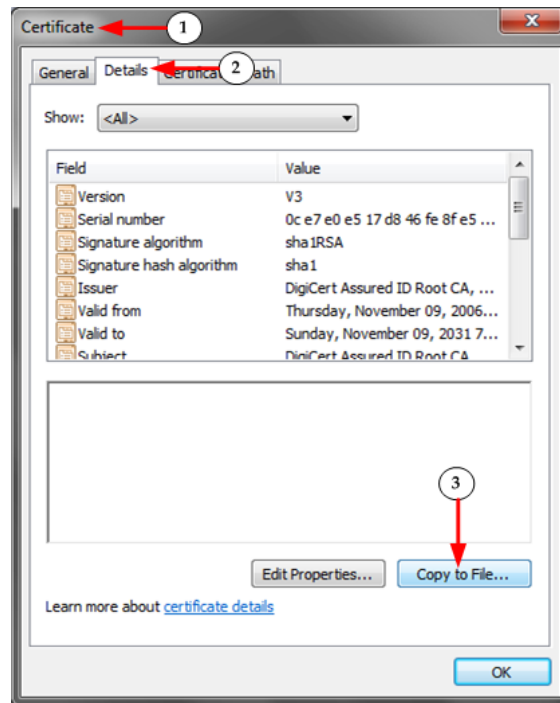 Certificate 1
General Details 2
Show: <All>
Field Value
Version V3
Serial number 0c e7 e0 e5 17 d8 46 fe 8f e5 ...
Signature algorithm sha1RSA
Signature hash algorithm sha1
Issuer DigiCert Assured ID Root CA, ...
Valid from Thursday, November 09, 2006...
Valid to Sunday, November 09, 2031 7...
Subject DigiCert Assured ID Root CA
3
Edit Properties... Copy to File...
Learn more about certificate details
OK